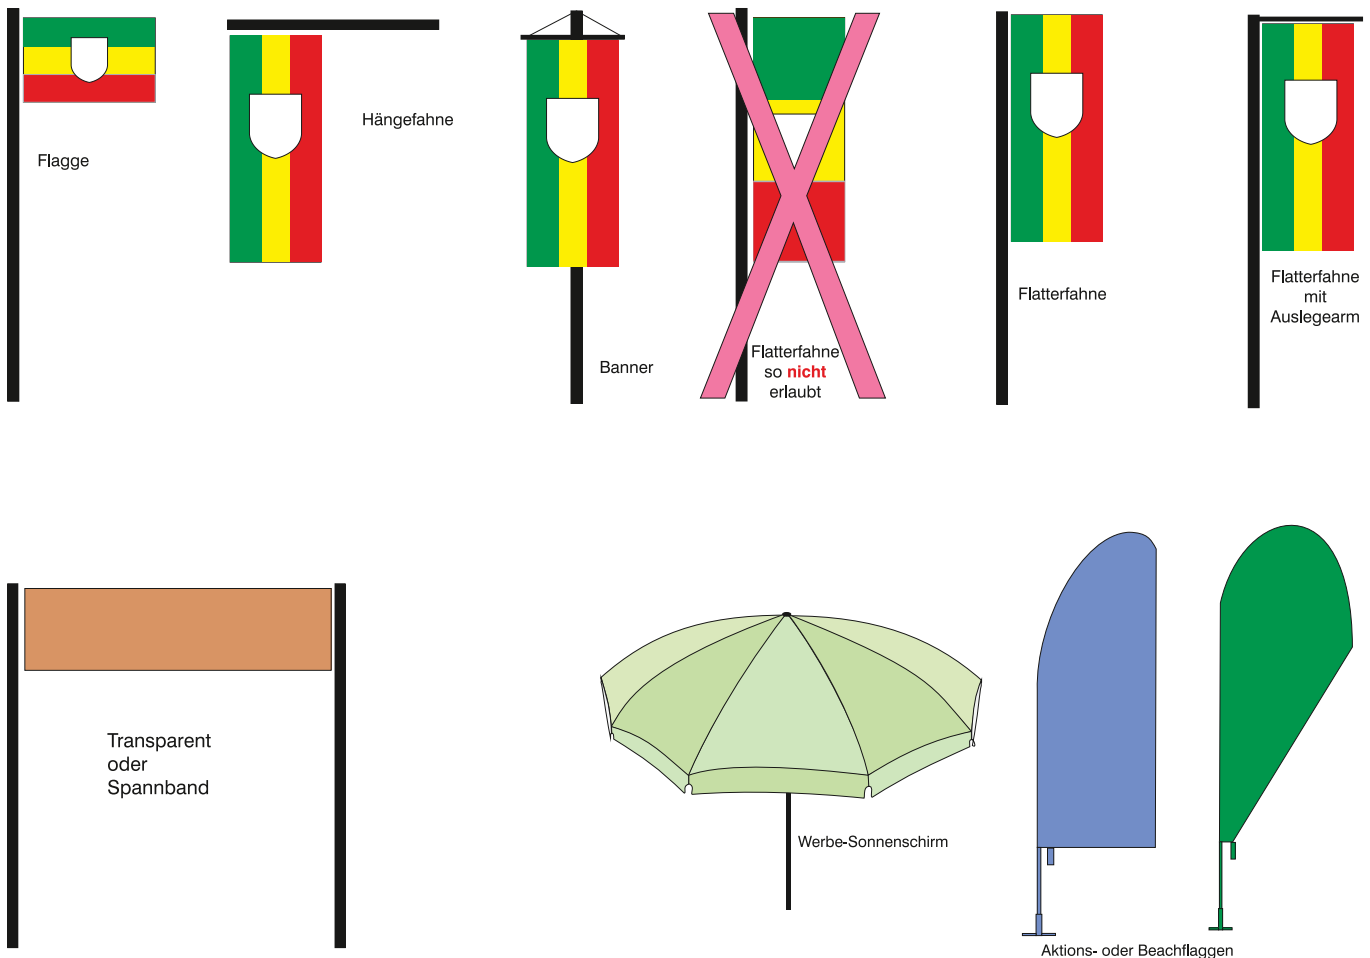 Flagge
Hängefahne
Banner
Flatterfahne
so nicht
erlaubt
Flatterfahne
Flatterfahne
mit
Auslegearm
Transparent
oder
Spannband
Werbe-Sonnenschirm
Aktions- oder Beachflaggen